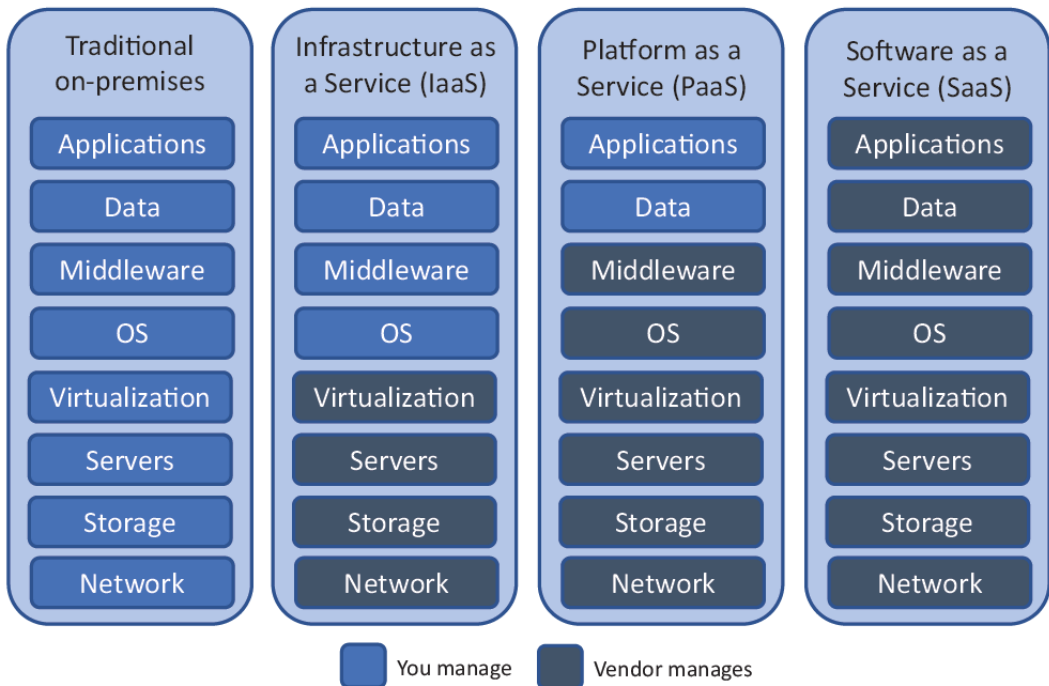 Traditional
on-premises
Applications
Data
Middleware
OS
Virtualization
Servers
Storage
Network
Infrastructure as
a Service (IaaS)
Applications
Data
Middleware
OS
Virtualization
Servers
Storage
Network
Platform as a
Service (PaaS)
Applications
Data
Middleware
OS
Virtualization
Servers
Storage
Network
Software as a
Service (SaaS)
Applications
Data
Middleware
OS
Virtualization
Servers
Storage
Network
You manage
Vendor manages